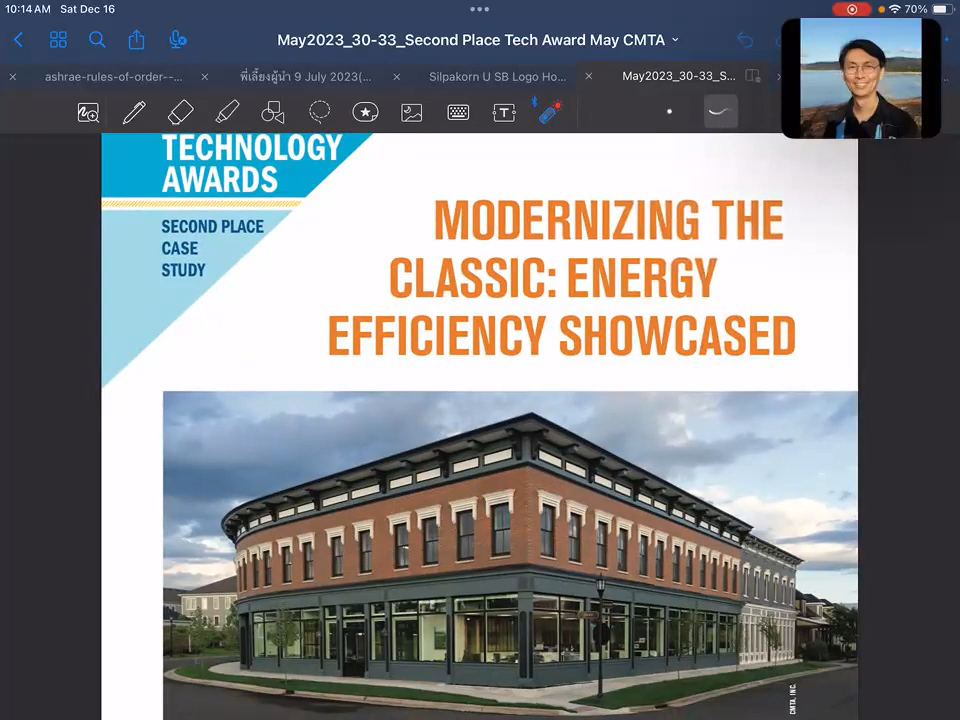 10:14 AM Sat Dec 16
70%
May2023_30-33_Second Place Tech Award May CMTA
ashrae-rules-of-order--...
พี่เลี้ยงผู้นำ 9 July 2023(...
Silpakorn U SB Logo Ho...
May2023_30-33_S...
TECHNOLOGY
AWARDS
SECOND PLACE
CASE
STUDY
MODERNIZING THE
CLASSIC: ENERGY
EFFICIENCY SHOWCASED
CMTA, INC.